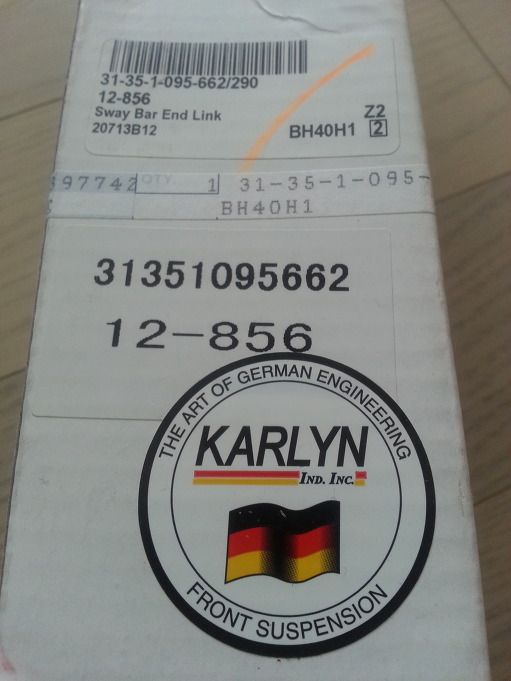 31-35-1-095-662/290
12-856
Sway Bar End Link
20713B12
BH40H1
Z2
2
QTY 1 31-35-1-095-
BH40H1
31351095662
12-856
THE ART OF GERMAN ENGINEERING
KARLYN
IND. INC.
FRONT SUSPENSION